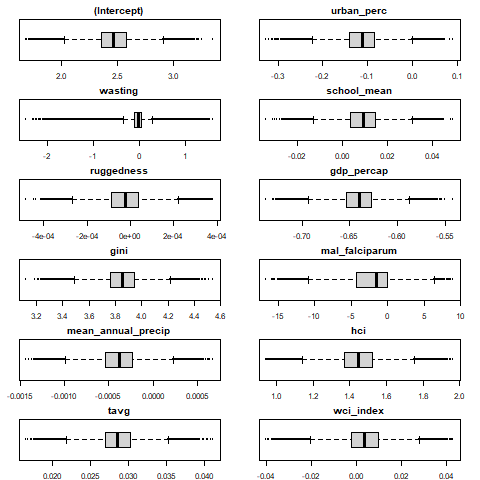 (Intercept)
2.0 2.5 3.0
urban_perc
-0.3 -0.2 -0.1 0.0 0.1
wasting
-2 -1 0 1
school_mean
-0.02 0.00 0.02 0.04
ruggedness
-4e-04 -2e-04 0e+00 2e-04 4e-04
gdp_percap
-0.70 -0.65 -0.60 -0.55
gini
3.2 3.4 3.6 3.8 4.0 4.2 4.4 4.6
mal_falciparum
-15 -10 -5 0 5 10
mean_annual_precip
-0.0015 -0.0010 -0.0005 0.0000 0.0005
hci
1.0 1.2 1.4 1.6 1.8 2.0
tavg
0.020 0.025 0.030 0.035 0.040
wci_index
-0.04 -0.02 0.00 0.02 0.04